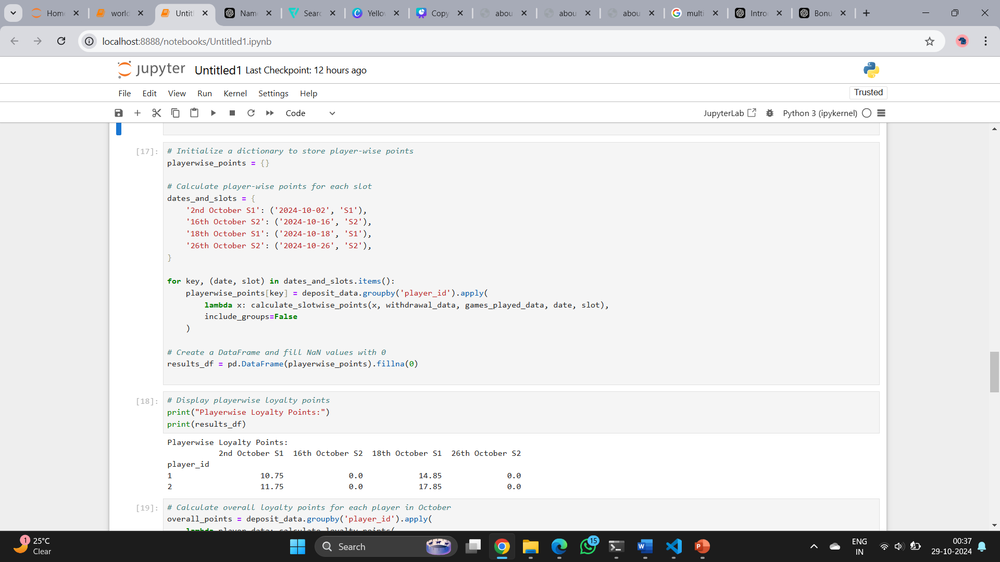 Home
world
Untitl
Name
Searc
Yello
Copy
abou
abou
abou
multi
Intro
Bonu
localhost:8888/notebooks/Untitled1.ipynb
jupyter Untitled1 Last Checkpoint: 12 hours ago
File Edit View Run Kernel Settings Help
Trusted
Code
JupyterLab
Python 3 (ipykernel)
[17]:
# Initialize a dictionary to store player-wise points
playerwise_points = {}
# Calculate player-wise points for each slot
dates_and_slots = {
'2nd October S1': ('2024-10-02', 'S1'),
'16th October S2': ('2024-10-16', 'S2'),
'18th October S1': ('2024-10-18', 'S1'),
'26th October S2': ('2024-10-26', 'S2'),
}
for key, (date, slot) in dates_and_slots.items():
playerwise_points[key] = deposit_data.groupby('player_id').apply(
lambda x: calculate_slotwise_points(x, withdrawal_data, games_played_data, date, slot),
include_groups=False
)
# Create a DataFrame and fill NaN values with 0
results_df = pd.DataFrame(playerwise_points).fillna(0)
[18]:
# Display playerwise loyalty points
print("Playerwise Loyalty Points:")
print(results_df)
Playerwise Loyalty Points:
2nd October S1 16th October S2 18th October S1 26th October S2
player_id
1 10.75 0.0 14.85 0.0
2 11.75 0.0 17.85 0.0
[19]:
# Calculate overall loyalty points for each player in October
overall_points = deposit_data.groupby('player_id').apply(
lambda player_data: calculate_loyalty_points(
1
25°C
Clear
Search
15
ENG
IN
00:37
29-10-2024